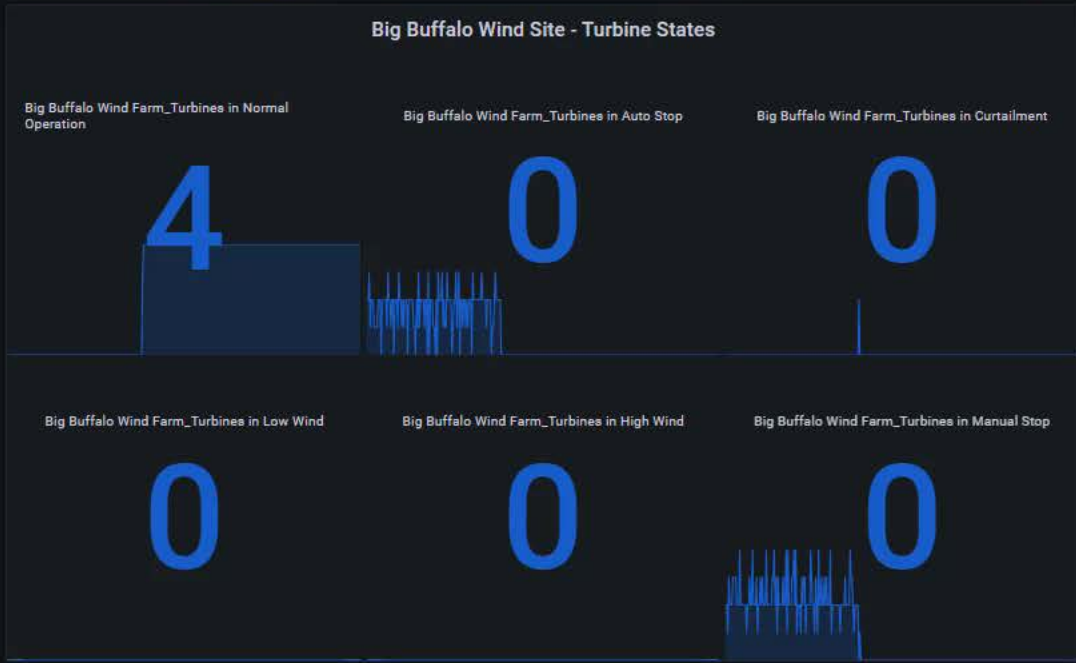 Big Buffalo Wind Site - Turbine States
Big Buffalo Wind Farm_Turbines in Normal
Operation
Big Buffalo Wind Farm_Turbines in Auto Stop
Big Buffalo Wind Farm_Turbines in Curtailment
4
0
0
Big Buffalo Wind Farm_Turbines in Low Wind
Big Buffalo Wind Farm_Turbines in High Wind
Big Buffalo Wind Farm_Turbines in Manual Stop
0
0
0